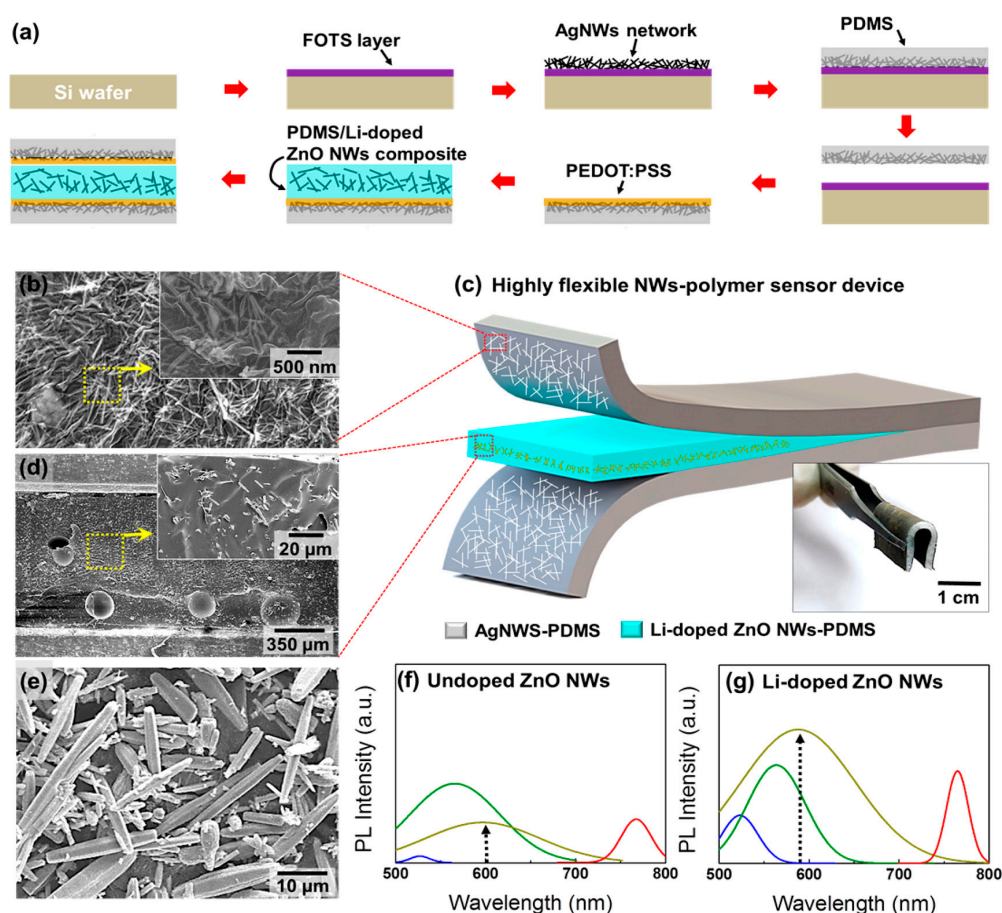 (a)
FOTS layer
AgNWs network
PDMS
Si wafer
PDMS/Li-doped
ZnO NWs composite
PEDOT:PSS
(b)
500 nm
(c) Highly flexible NWs-polymer sensor device
(d)
20 µm
350 µm
1 cm
AgNWS-PDMS
Li-doped ZnO NWs-PDMS
(e)
10 µm
(f) Undoped ZnO NWs
PL Intensity (a.u.)
500 600 700 800
Wavelength (nm)
(g) Li-doped ZnO NWs
PL Intensity (a.u.)
500 600 700 800
Wavelength (nm)